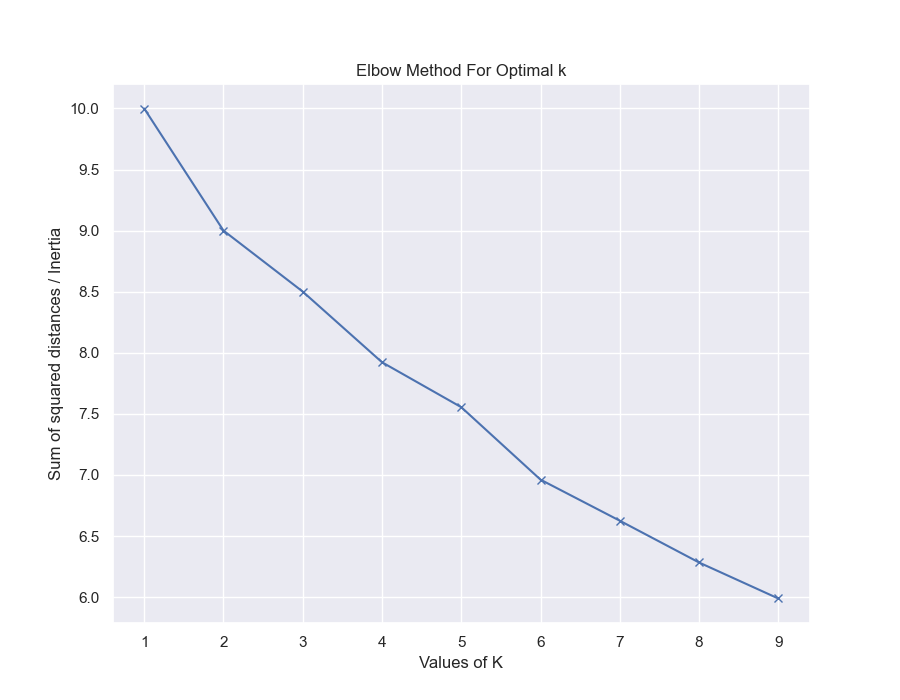 Elbow Method For Optimal k
10.0
9.5
9.0
8.5
8.0
7.5
7.0
6.5
6.0
Sum of squared distances / Inertia
1 2 3 4 5 6 7 8 9
Values of K